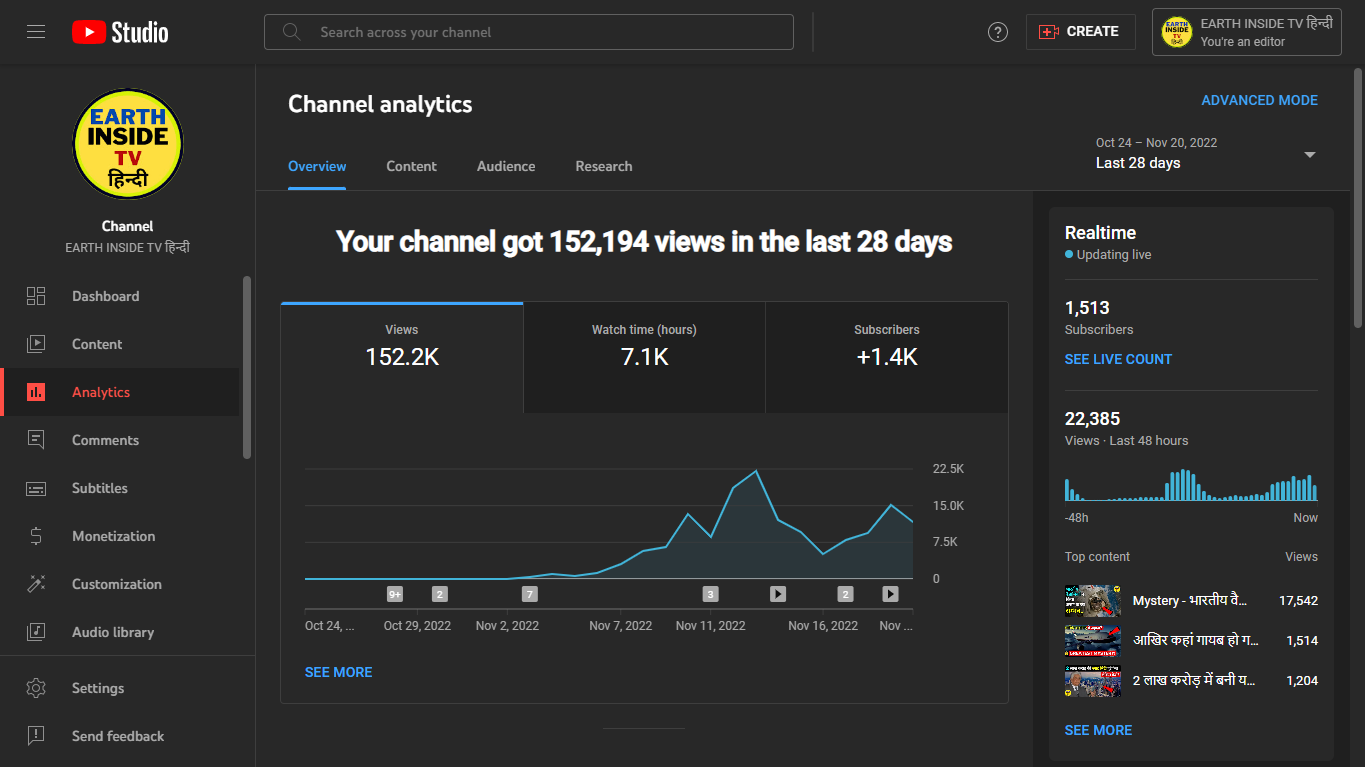 Studio
Search across your channel
?
CREATE
EARTH INSIDE TV हिन्दी
You're an editor
EARTH
INSIDE
TV
हिन्दी
Channel
EARTH INSIDE TV हिन्दी
Dashboard
Content
Analytics
Comments
Subtitles
Monetization
Customization
Audio library
Settings
Send feedback
Channel analytics
ADVANCED MODE
Oct 24 – Nov 20, 2022
Last 28 days
Overview Content Audience Research
Your channel got 152,194 views in the last 28 days
Views
152.2K
Watch time (hours)
7.1K
Subscribers
+1.4K
22.5K
15.0K
7.5K
0
9+ 2 7 3 2
Oct 24, ... Oct 29, 2022 Nov 2, 2022 Nov 7, 2022 Nov 11, 2022 Nov 16, 2022 Nov ...
SEE MORE
Realtime
Updating live
1,513
Subscribers
SEE LIVE COUNT
22,385
Views · Last 48 hours
-48h Now
Top content Views
Mystery - भारतीय वै... 17,542
आखिर कहां गायब हो ग... 1,514
2 लाख करोड़ में बनी य... 1,204
SEE MORE